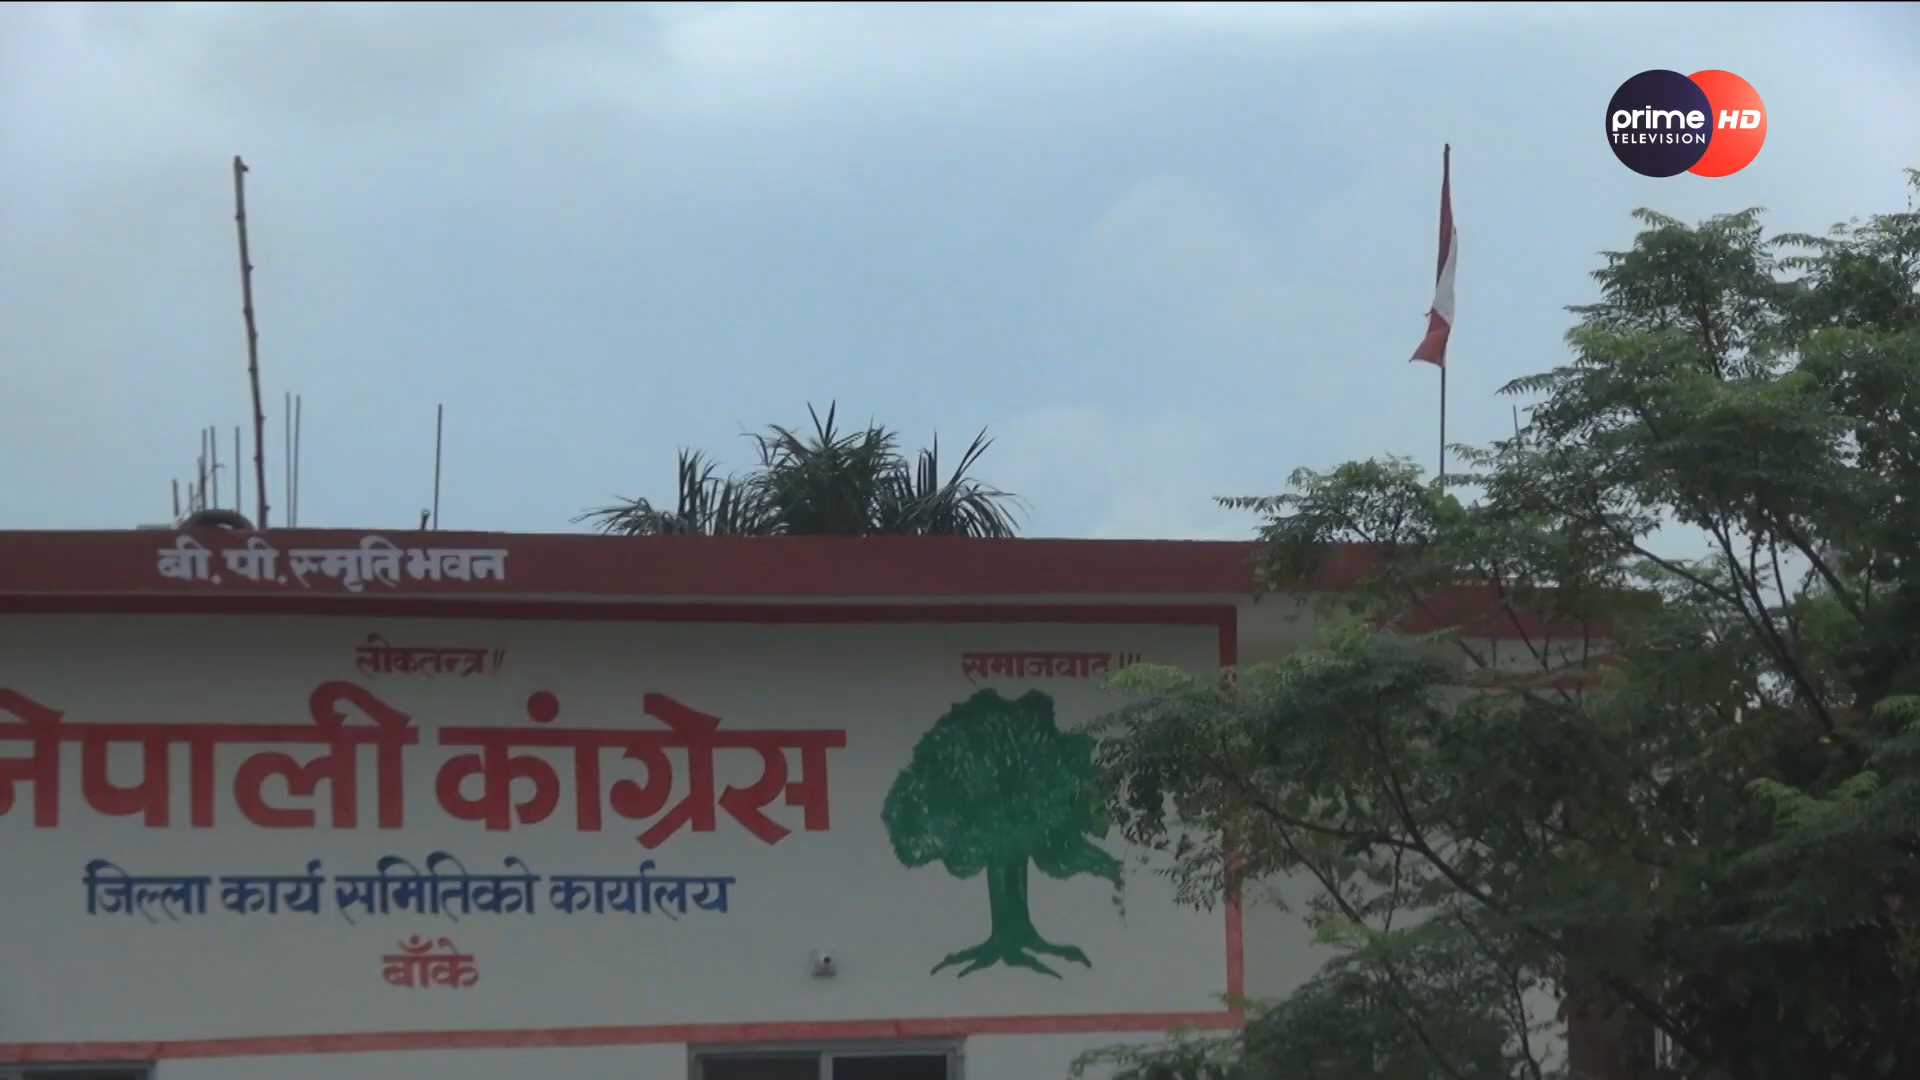 prime HD
TELEVISION
बी.पी.स्मृति भवन
लोकतन्त्र!! समाजवाद!!!
नेपाली कांग्रेस
जिल्ला कार्य समितिको कार्यालय
बाँके